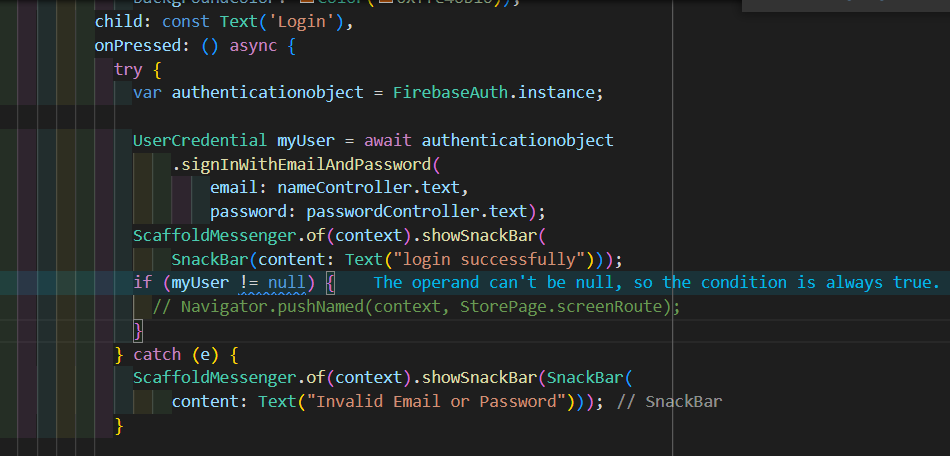 child: const Text('Login'),
onPressed: () async {
try {
var authenticationobject = FirebaseAuth.instance;
UserCredential myUser = await authenticationobject
.signInWithEmailAndPassword(
email: nameController.text,
password: passwordController.text);
ScaffoldMessenger.of(context).showSnackBar(
SnackBar(content: Text("login successfully")));
if (myUser != null) { The operand can't be null, so the condition is always true.
// Navigator.pushNamed(context, StorePage.screenRoute);
}
} catch (e) {
ScaffoldMessenger.of(context).showSnackBar(SnackBar(
content: Text("Invalid Email or Password"))); // SnackBar
}